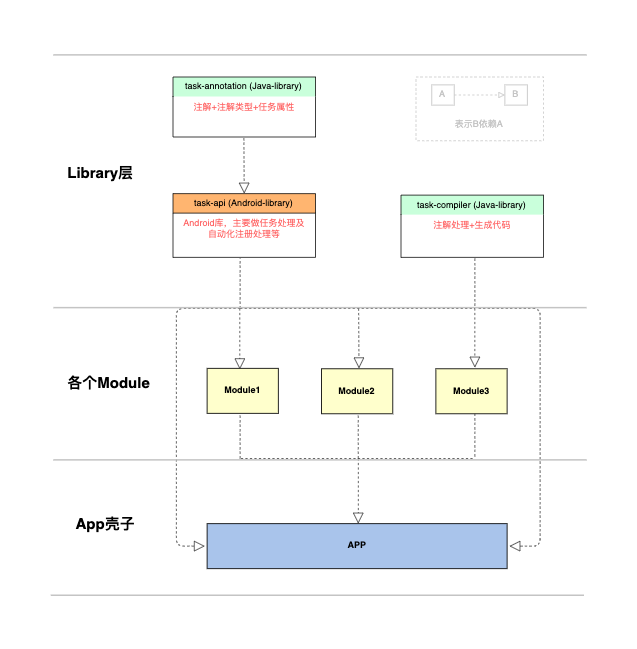 task-annotation (Java-library)
注解+注解类型+任务属性
A
B
表示B依赖A
Library层
task-api (Android-library)
Android库，主要做任务处理及
自动化注册处理等
task-compiler (Java-library)
注解处理+生成代码
各个Module
Module1
Module2
Module3
App壳子
APP